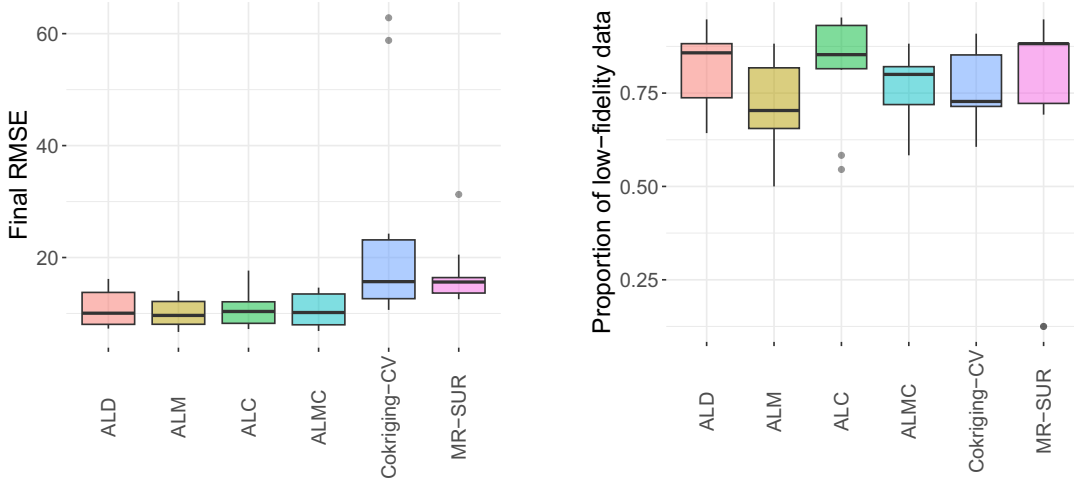 Final RMSE
60
40
20
ALD
ALM
ALC
ALMC
Cokriging−CV
MR−SUR
Proportion of low−fidelity data
0.75
0.50
0.25
ALD
ALM
ALC
ALMC
Cokriging−CV
MR−SUR